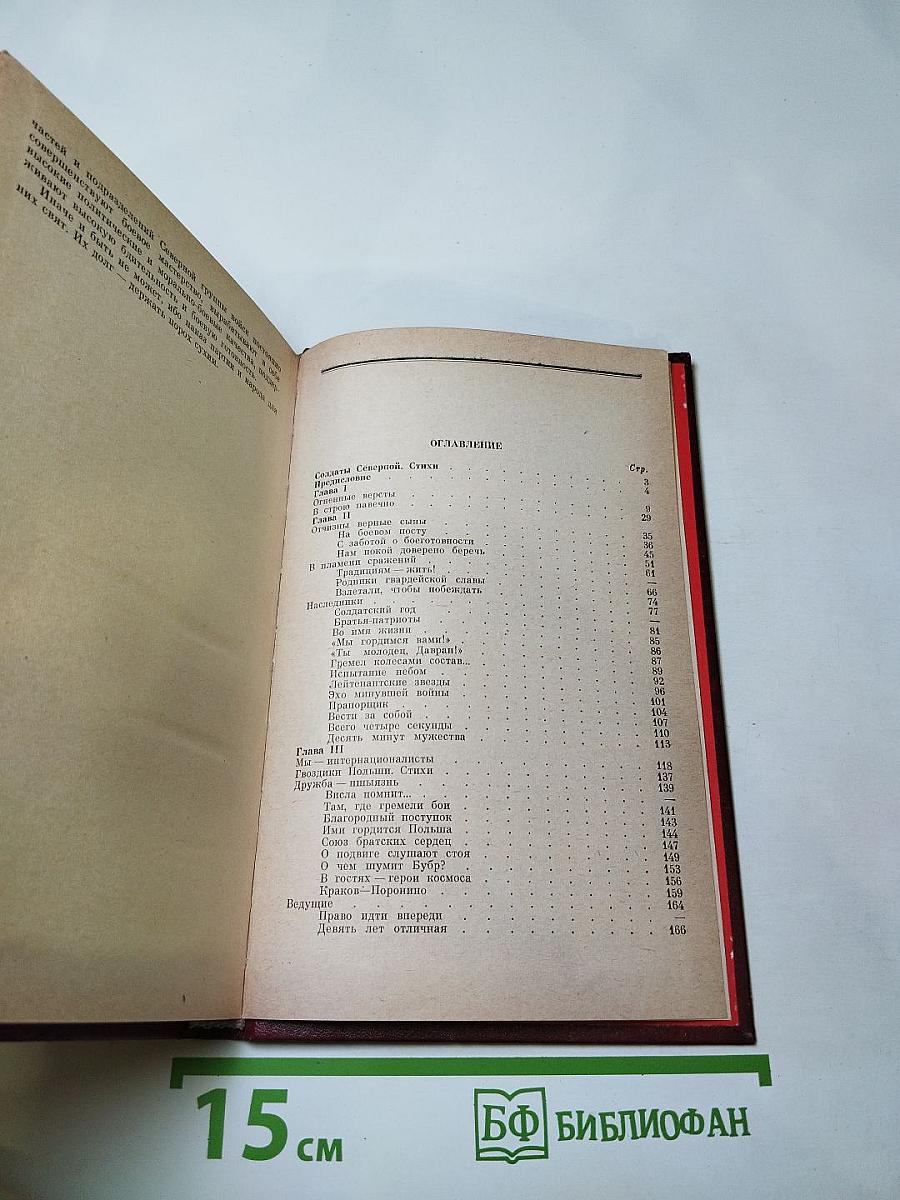 частей и подразделений Северной группы войск постоянно
совершенствуют боевое мастерство, вырабатывают в себе
высокие политические и морально-боевые качества, поддер-
живают высокую бдительность и боевую готовность.
Иначе и быть не может, ибо наказ партии и народа для
них свят. Их долг — держать порох сухим.
ОГЛАВЛЕНИЕ
Стр.
Солдаты Северной. Стихи 3
Предисловие 4
Глава I
Огненные версты 9
В строю навечно 29
Глава II
Отчизны верные сыны 35
На боевом посту 36
С заботой о боеготовности 45
Нам покой доверено беречь 51
В пламени сражений 61
Традициям — жить! —
Родники гвардейской славы 66
Взлетали, чтобы побеждать 74
Наследники 77
Солдатский год —
Братья-патриоты 81
Во имя жизни 85
«Мы гордимся вами!» 86
«Ты молодец, Давран!» 87
Гремел колесами состав... 89
Испытание небом 92
Лейтенантские звезды 96
Эхо минувшей войны 101
Прапорщик 104
Вести за собой 107
Всего четыре секунды 110
Десять минут мужества 113
Глава III
Мы — интернационалисты 118
Гвоздики Польши. Стихи 137
Дружба — пшыязнь 139
Висла помнит... —
Там, где гремели бои 141
Благородный поступок 143
Ими гордится Польша 144
Союз братских сердец 147
О подвиге слушают стоя 149
О чем шумит Бубр? 153
В гостях — герои космоса 156
Краков—Поронино 159
Ведущие 164
Право идти впереди —
Девять лет отличная 166
15 см
БФ БИБЛИОФАН